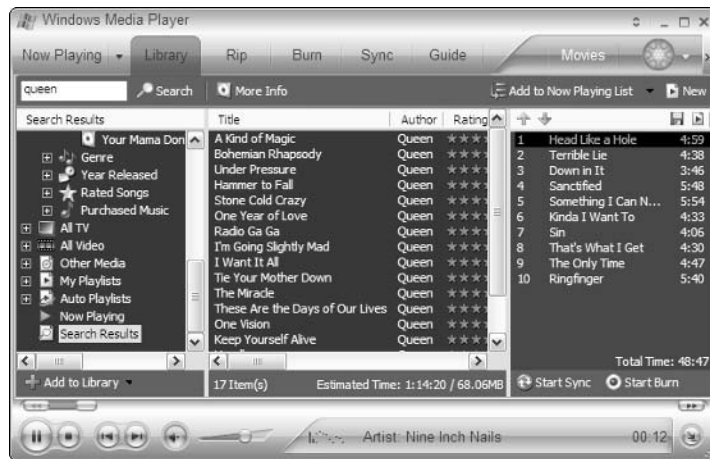 Windows Media Player
Now Playing Library Rip Burn Sync Guide Movies
queen Search More Info Add to Now Playing List New
Search Results
Your Mama Don
Genre
Year Released
Rated Songs
Purchased Music
All TV
All Video
Other Media
My Playlists
Auto Playlists
Now Playing
Search Results
Add to Library
Title Author Rating
A Kind of Magic Queen
Bohemian Rhapsody Queen
Under Pressure Queen
Hammer to Fall Queen
Stone Cold Crazy Queen
One Year of Love Queen
Radio Ga Ga Queen
I'm Going Slightly Mad Queen
I Want It All Queen
Tie Your Mother Down Queen
The Miracle Queen
These Are the Days of Our Lives Queen
One Vision Queen
Keep Yourself Alive Queen
17 Item(s) Estimated Time: 1:14:20 / 68.06MB
1 Head Like a Hole 4:59
2 Terrible Lie 4:38
3 Down in It 3:46
4 Sanctified 5:48
5 Something I Can N... 5:54
6 Kinda I Want To 4:33
7 Sin 4:06
8 That's What I Get 4:30
9 The Only Time 4:47
10 Ringfinger 5:40
Total Time: 48:47
Start Sync Start Burn
Artist: Nine Inch Nails 00:12